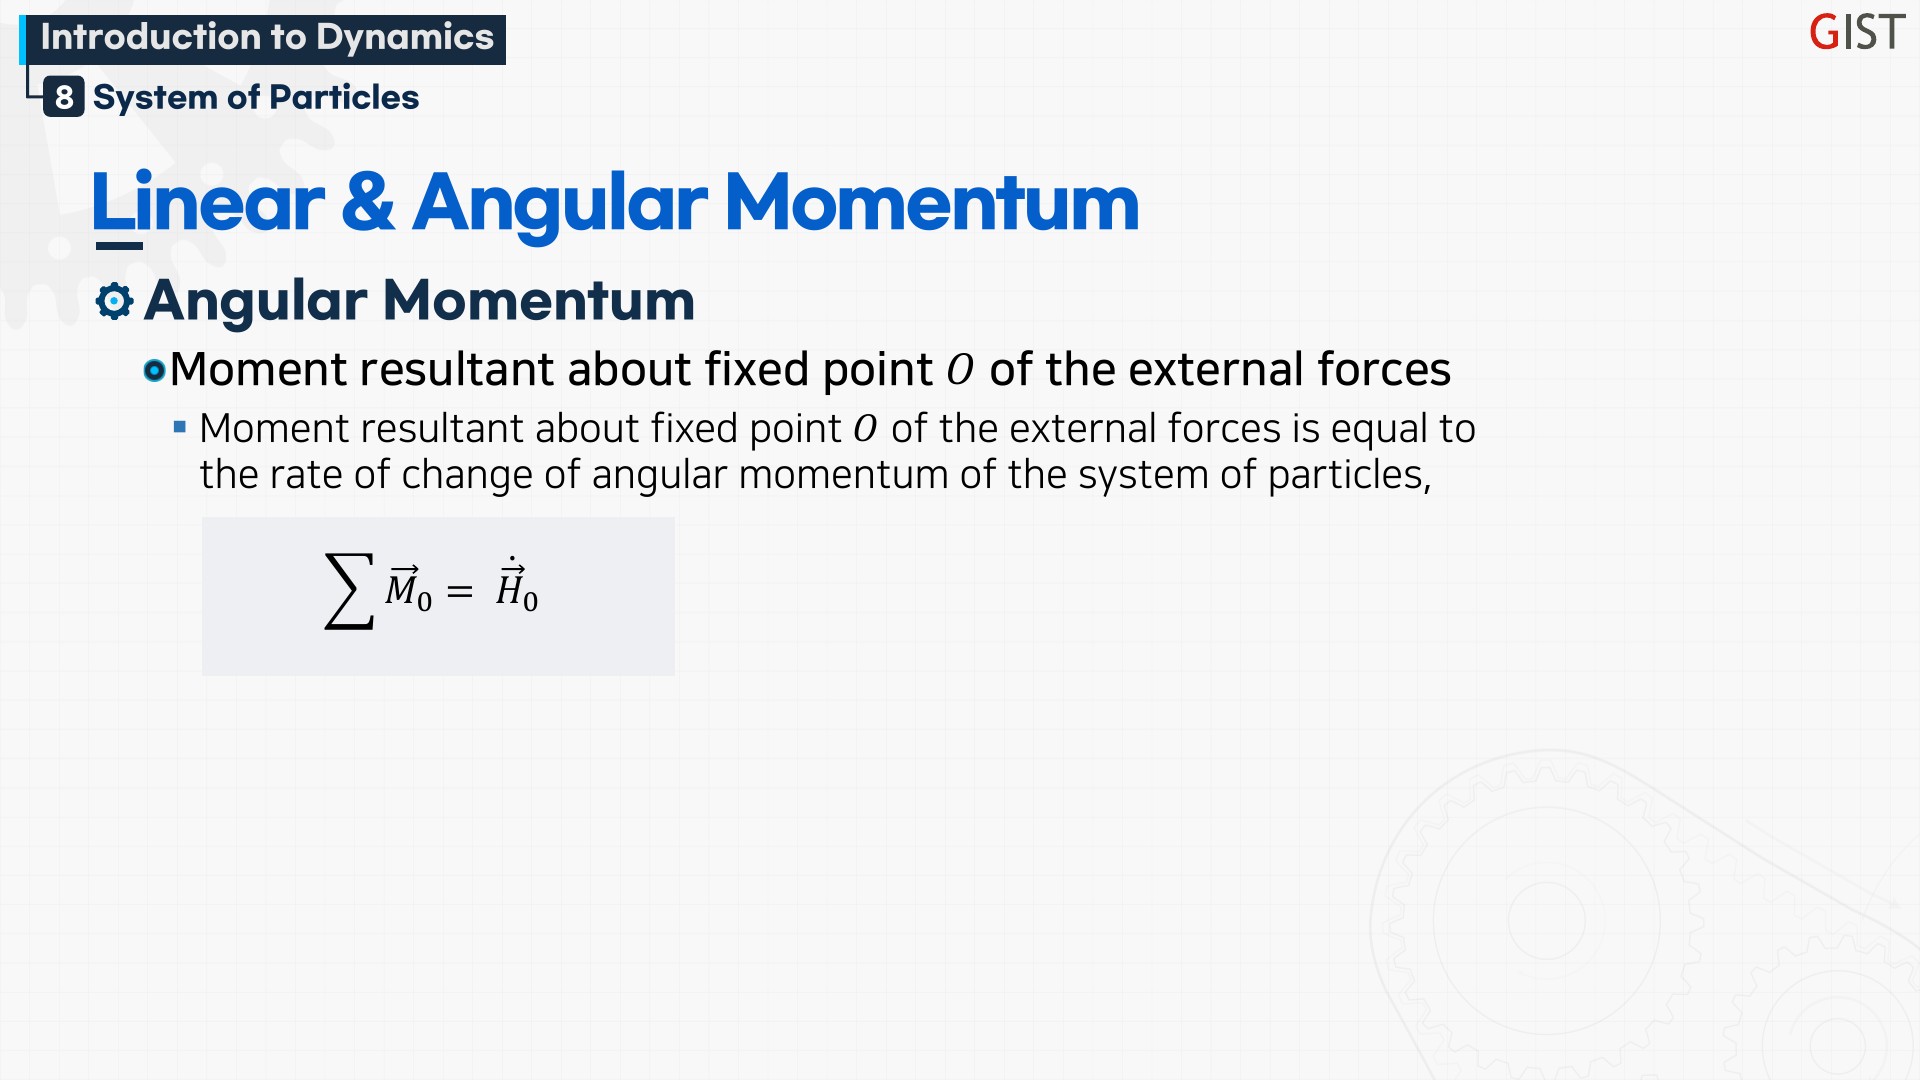 Introduction to Dynamics
GIST
8 System of Particles
Linear & Angular Momentum
Angular Momentum
Moment resultant about fixed point O of the external forces
Moment resultant about fixed point O of the external forces is equal to
the rate of change of angular momentum of the system of particles,
∑ M⃗₀ = Ḣ⃗₀